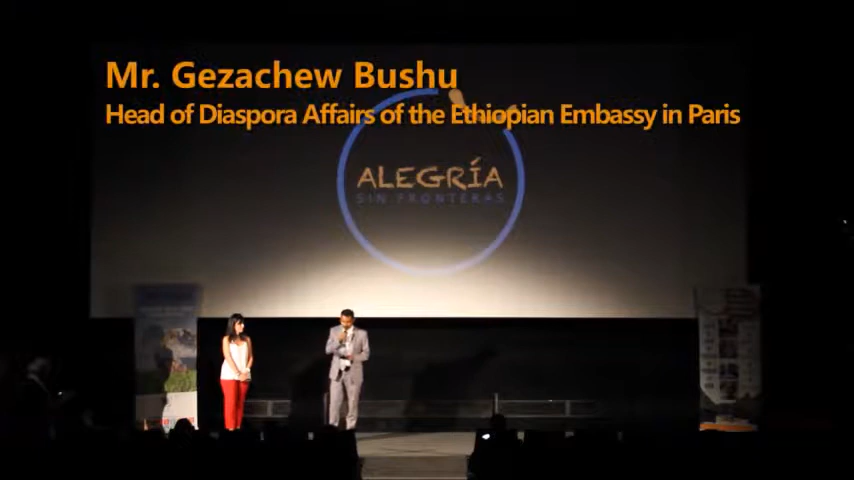 Mr. Gezachew Bushu
Head of Diaspora Affairs of the Ethiopian Embassy in Paris
ALEGRÍA
SIN FRONTERAS